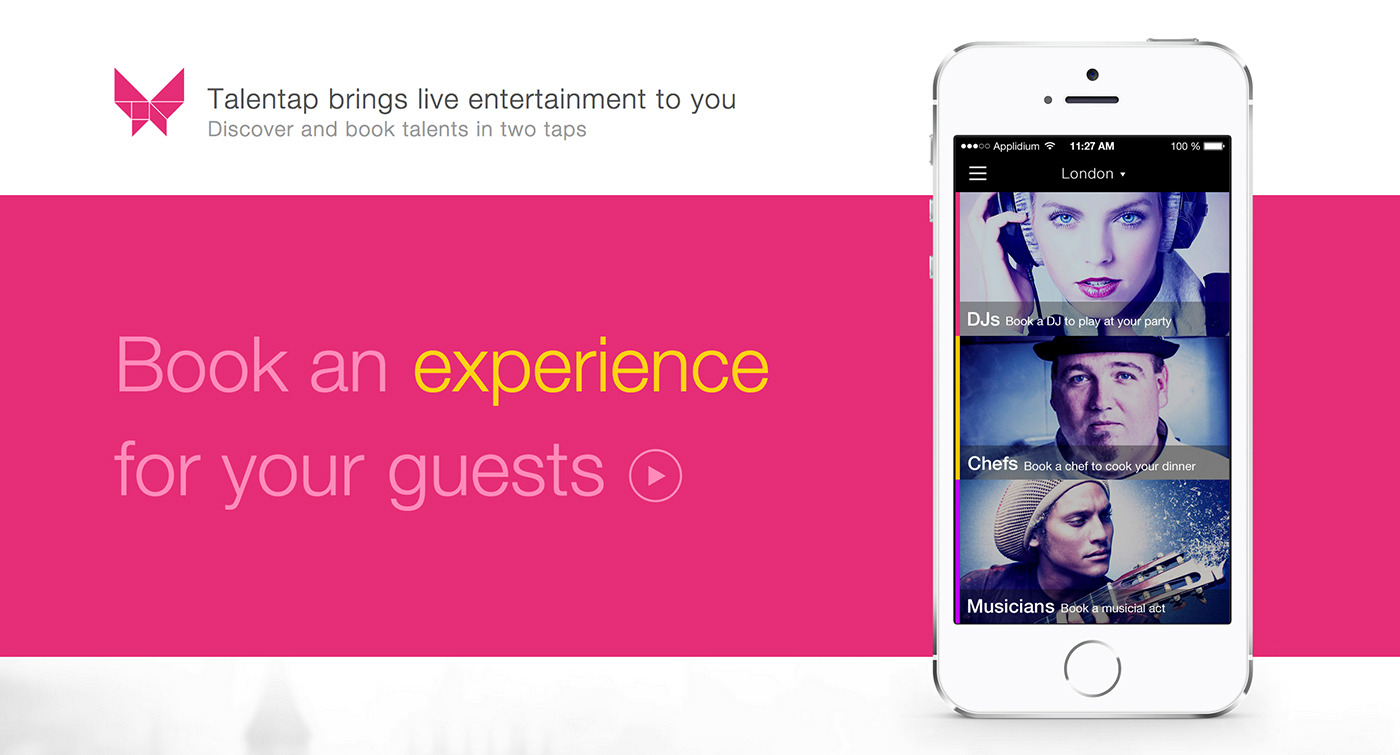 Talentap brings live entertainment to you
Discover and book talents in two taps
Book an experience
for your guests
Applidium 11:27 AM 100 %
London
DJs Book a DJ to play at your party
Chefs Book a chef to cook your dinner
Musicians Book a musicial act